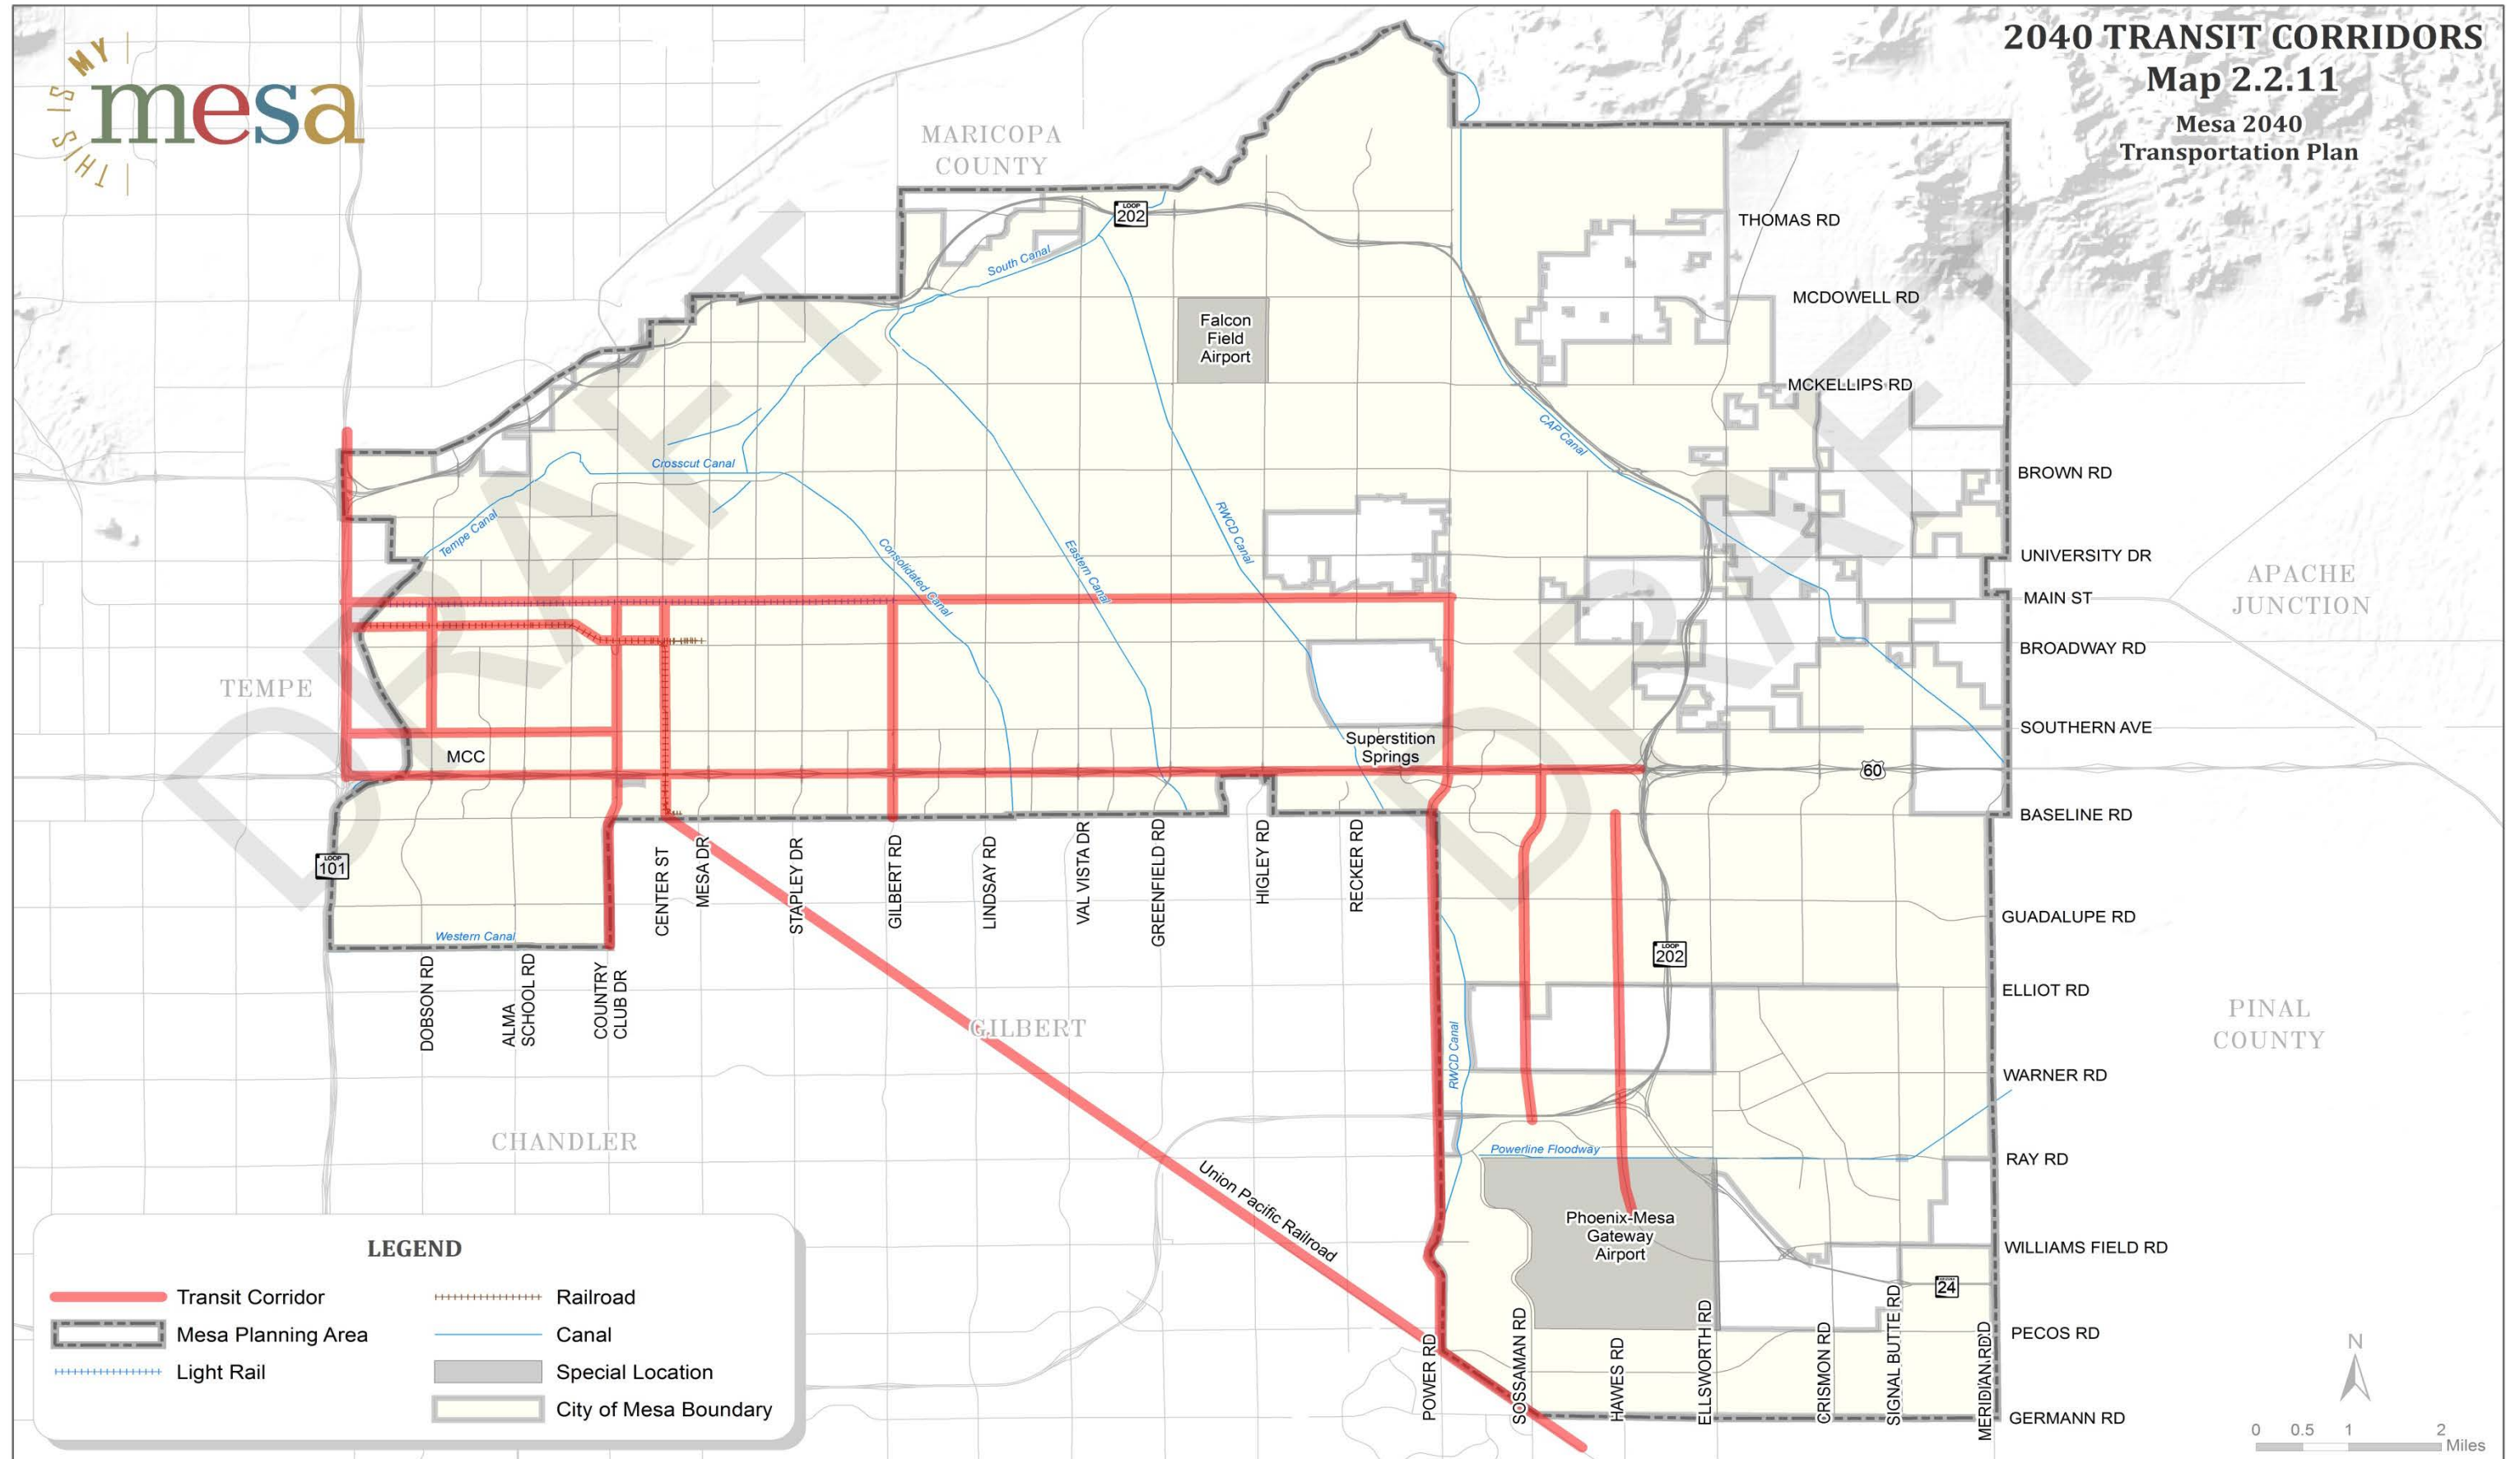 THIS IS MY
mesa
2040 TRANSIT CORRIDORS
Map 2.2.11
Mesa 2040
Transportation Plan
MARICOPA
COUNTY
LOOP
202
THOMAS RD
South Canal
MCDOWELL RD
Falcon
Field
Airport
MCKELLIPS RD
CAP Canal
Crosscut Canal
BROWN RD
Tempe Canal
RWCD Canal
Consolidated Canal
Eastern Canal
UNIVERSITY DR
APACHE
JUNCTION
MAIN ST
BROADWAY RD
TEMPE
SOUTHERN AVE
MCC
Superstition
Springs
60
BASELINE RD
LOOP
101
CENTER ST
MESA DR
STAPLEY DR
GILBERT RD
LINDSAY RD
VAL VISTA DR
GREENFIELD RD
HIGLEY RD
RECKER RD
GUADALUPE RD
Western Canal
LOOP
202
DOBSON RD
ALMA
SCHOOL RD
COUNTRY
CLUB DR
ELLIOT RD
GILBERT
PINAL
COUNTY
RWCD Canal
WARNER RD
CHANDLER
Powerline Floodway
RAY RD
Union Pacific Railroad
Phoenix-Mesa
Gateway
Airport
WILLIAMS FIELD RD
24
POWER RD
SOSSAMAN RD
HAWES RD
ELLSWORTH RD
CRISMON RD
SIGNAL BUTTE RD
MERIDIAN RD
PECOS RD
GERMANN RD
LEGEND
Transit Corridor
Mesa Planning Area
Light Rail
Railroad
Canal
Special Location
City of Mesa Boundary
N
0 0.5 1 2
Miles
DRAFT
DRAFT